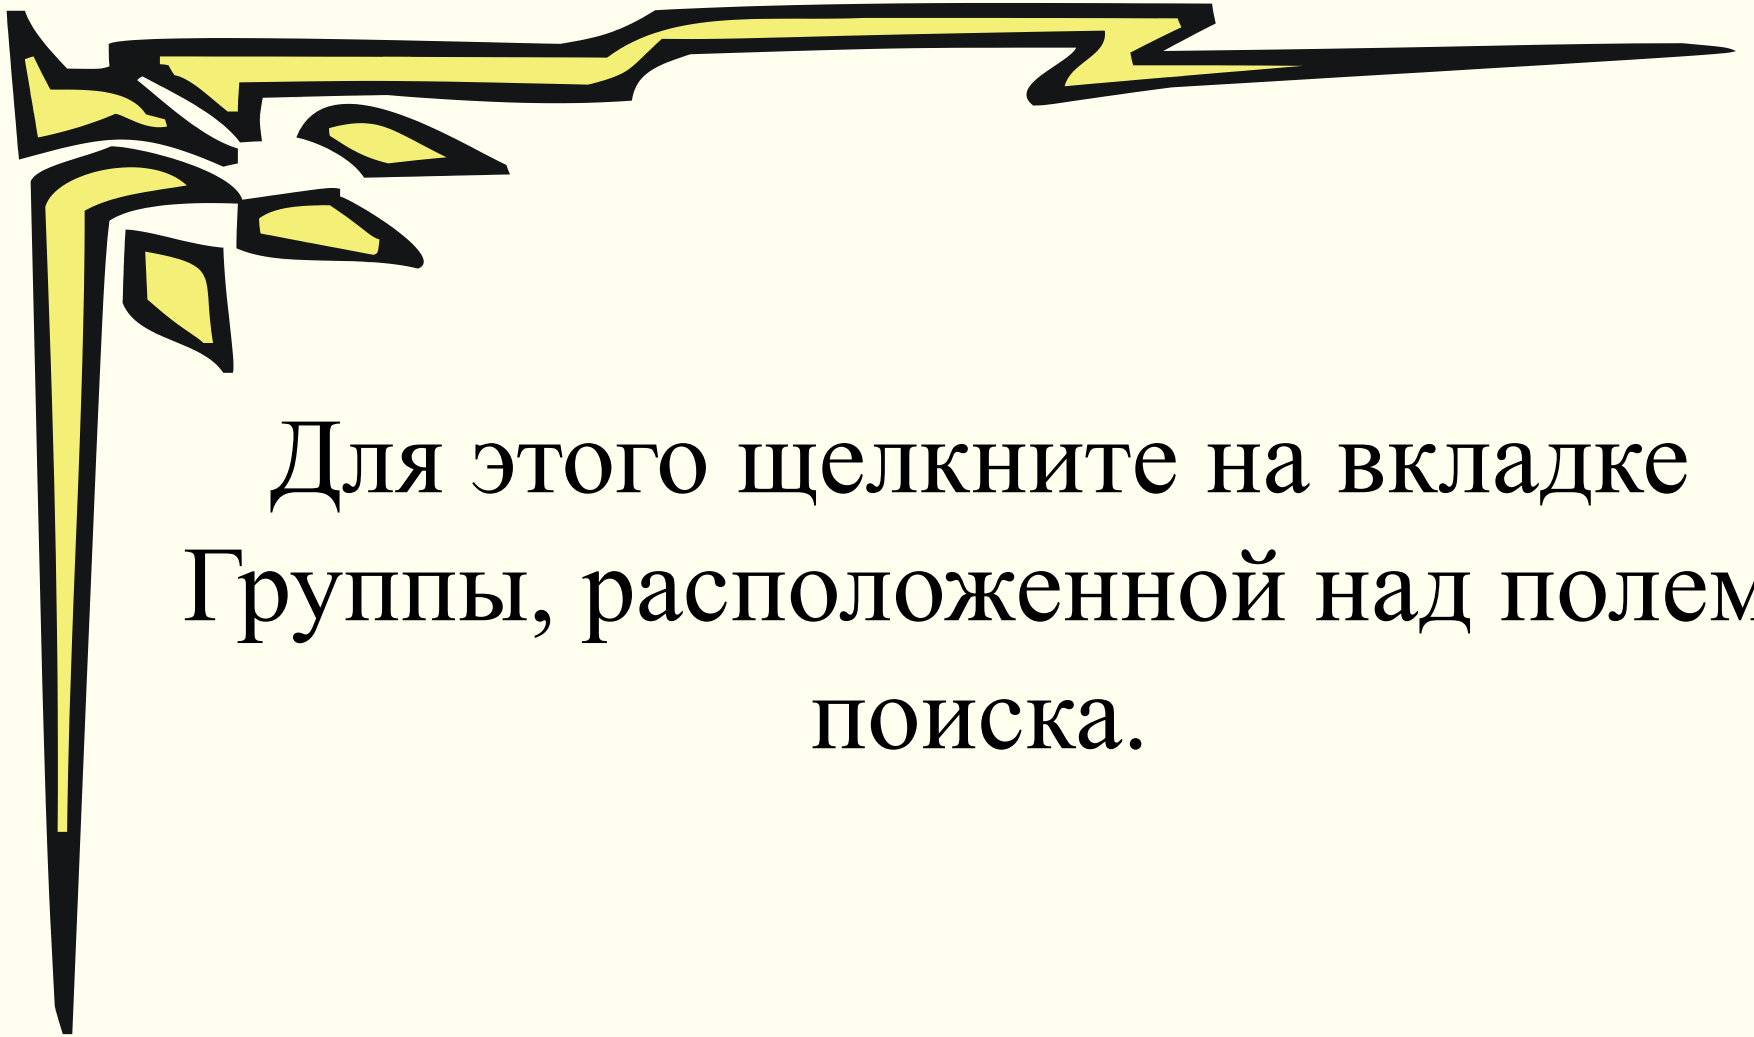 Для этого щелкните на вкладке
Группы, расположенной над полем
поиска.